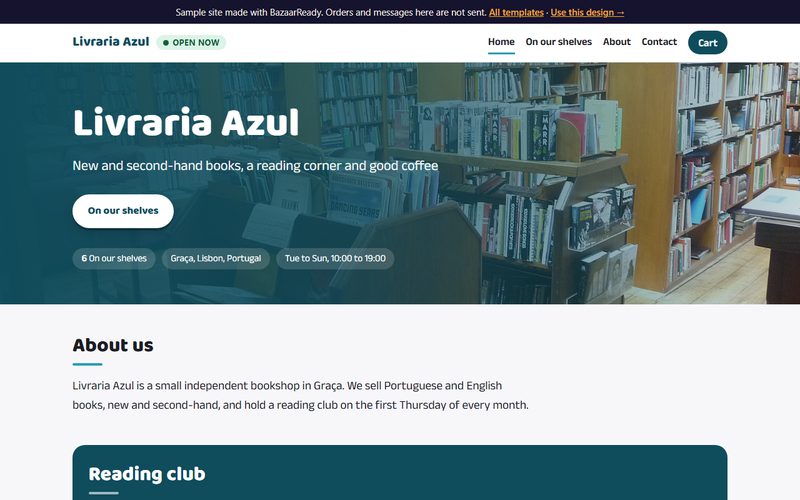 Sample site made with BazaarReady. Orders and messages here are not sent. All templates · Use this design →
Livraria Azul
OPEN NOW
Home
On our shelves
About
Contact
Cart
Livraria Azul
New and second-hand books, a reading corner and good coffee
On our shelves
6 On our shelves
Graça, Lisbon, Portugal
Tue to Sun, 10:00 to 19:00
About us
Livraria Azul is a small independent bookshop in Graça. We sell Portuguese and English
books, new and second-hand, and hold a reading club on the first Thursday of every month.
Reading club